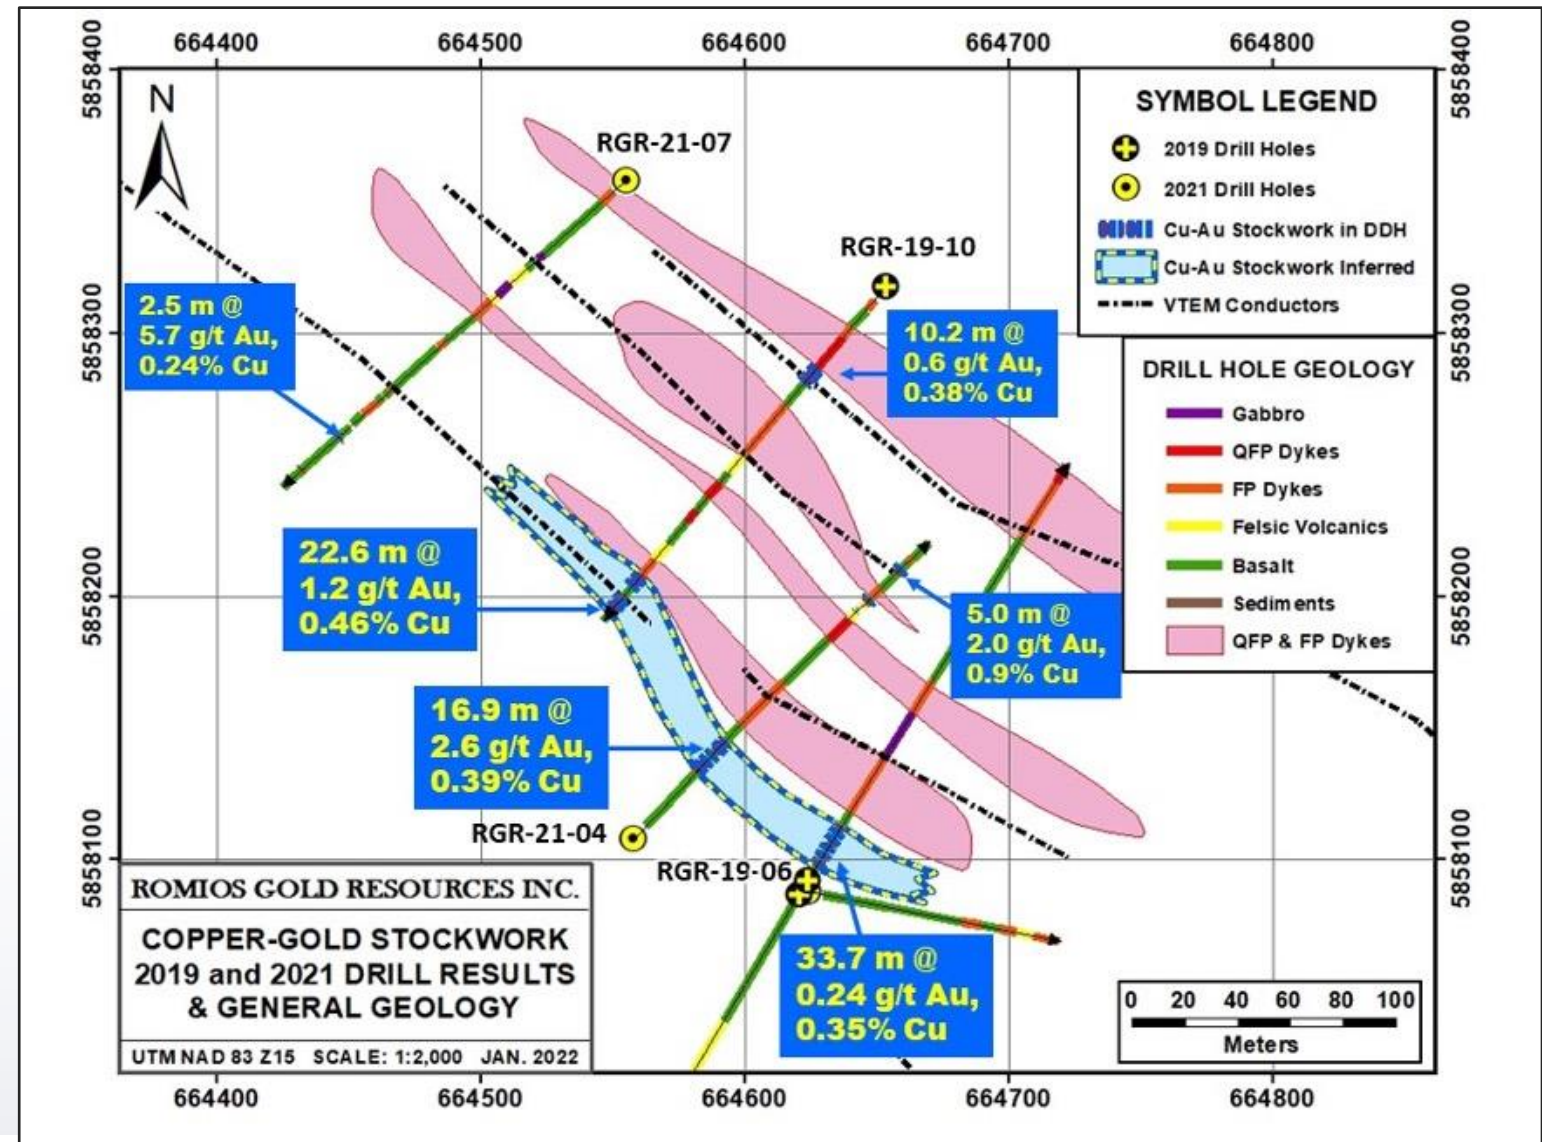 664400 664500 664600 664700 664800
5858400
5858400
N
SYMBOL LEGEND
2019 Drill Holes
2021 Drill Holes
Cu-Au Stockwork in DDH
Cu-Au Stockwork Inferred
VTEM Conductors
RGR-21-07
RGR-19-10
5858300
5858300
2.5 m @
5.7 g/t Au,
0.24% Cu
10.2 m @
0.6 g/t Au,
0.38% Cu
DRILL HOLE GEOLOGY
Gabbro
QFP Dykes
FP Dykes
Felsic Volcanics
Basalt
Sediments
QFP & FP Dykes
22.6 m @
1.2 g/t Au,
0.46% Cu
5858200
5858200
5.0 m @
2.0 g/t Au,
0.9% Cu
16.9 m @
2.6 g/t Au,
0.39% Cu
RGR-21-04
RGR-19-06
5858100
5858100
33.7 m @
0.24 g/t Au,
0.35% Cu
ROMIOS GOLD RESOURCES INC.
COPPER-GOLD STOCKWORK
2019 and 2021 DRILL RESULTS
& GENERAL GEOLOGY
UTM NAD 83 Z15 SCALE: 1:2,000 JAN. 2022
0 20 40 60 80 100
Meters
664400 664500 664600 664700 664800